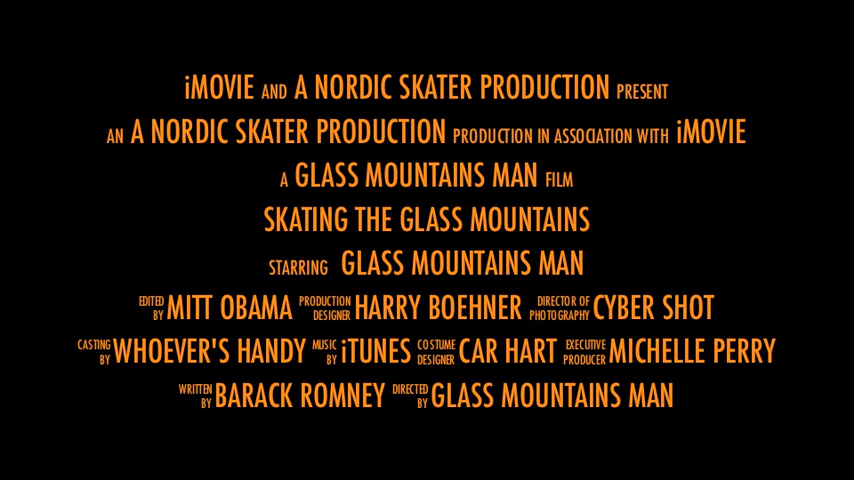 iMOVIE AND A NORDIC SKATER PRODUCTION PRESENT
AN A NORDIC SKATER PRODUCTION PRODUCTION IN ASSOCIATION WITH iMOVIE
A GLASS MOUNTAINS MAN FILM
SKATING THE GLASS MOUNTAINS
STARRING GLASS MOUNTAINS MAN
EDITED BY MITT OBAMA PRODUCTION DESIGNER HARRY BOEHNER DIRECTOR OF PHOTOGRAPHY CYBER SHOT
CASTING BY WHOEVER'S HANDY MUSIC BY iTUNES COSTUME DESIGNER CAR HART EXECUTIVE PRODUCER MICHELLE PERRY
WRITTEN BY BARACK ROMNEY DIRECTED BY GLASS MOUNTAINS MAN